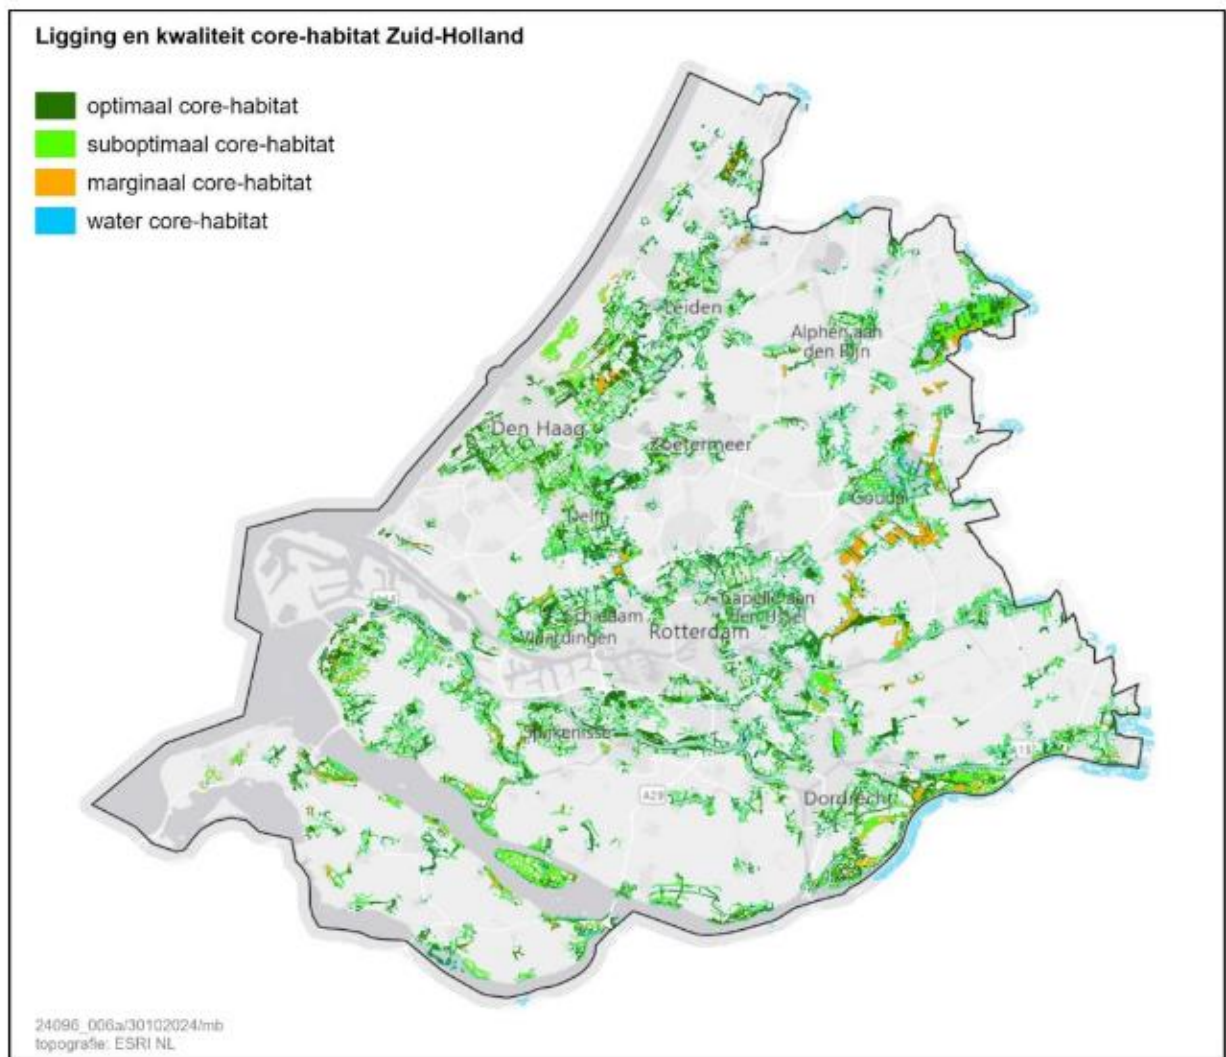 Ligging en kwaliteit core-habitat Zuid-Holland
optimaal core-habitat
suboptimaal core-habitat
marginaal core-habitat
water core-habitat
Leiden
Alphen aan
den Rijn
Den Haag
Zoetermeer
Gouda
Delft
Capelle aan
den IJssel
Schiedam
Vlaardingen
Rotterdam
Spijkenisse
A15
Dordrecht
A29
24096_006a/30102024/mb
topografie: ESRI NL